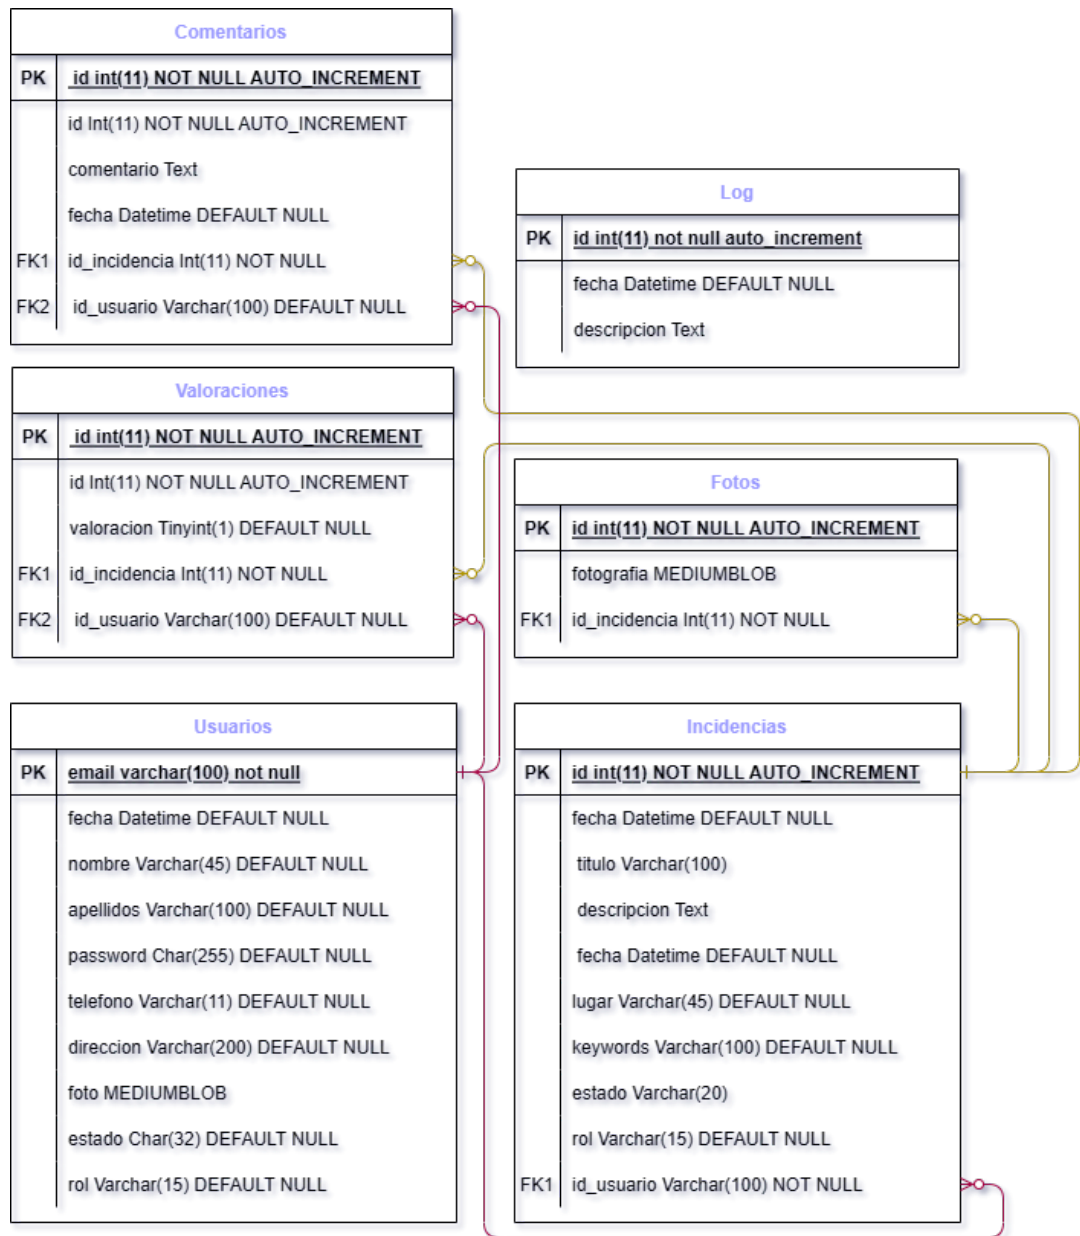 Comentarios
PK id int(11) NOT NULL AUTO_INCREMENT
id Int(11) NOT NULL AUTO_INCREMENT
comentario Text
fecha Datetime DEFAULT NULL
FK1 id_incidencia Int(11) NOT NULL
FK2 id_usuario Varchar(100) DEFAULT NULL
Log
PK id int(11) not null auto_increment
fecha Datetime DEFAULT NULL
descripcion Text
Valoraciones
PK id int(11) NOT NULL AUTO_INCREMENT
id Int(11) NOT NULL AUTO_INCREMENT
valoracion Tinyint(1) DEFAULT NULL
FK1 id_incidencia Int(11) NOT NULL
FK2 id_usuario Varchar(100) DEFAULT NULL
Fotos
PK id int(11) NOT NULL AUTO_INCREMENT
fotografia MEDIUMBLOB
FK1 id_incidencia Int(11) NOT NULL
Usuarios
PK email varchar(100) not null
fecha Datetime DEFAULT NULL
nombre Varchar(45) DEFAULT NULL
apellidos Varchar(100) DEFAULT NULL
password Char(255) DEFAULT NULL
telefono Varchar(11) DEFAULT NULL
direccion Varchar(200) DEFAULT NULL
foto MEDIUMBLOB
estado Char(32) DEFAULT NULL
rol Varchar(15) DEFAULT NULL
Incidencias
PK id int(11) NOT NULL AUTO_INCREMENT
fecha Datetime DEFAULT NULL
titulo Varchar(100)
descripcion Text
fecha Datetime DEFAULT NULL
lugar Varchar(45) DEFAULT NULL
keywords Varchar(100) DEFAULT NULL
estado Varchar(20)
rol Varchar(15) DEFAULT NULL
FK1 id_usuario Varchar(100) NOT NULL